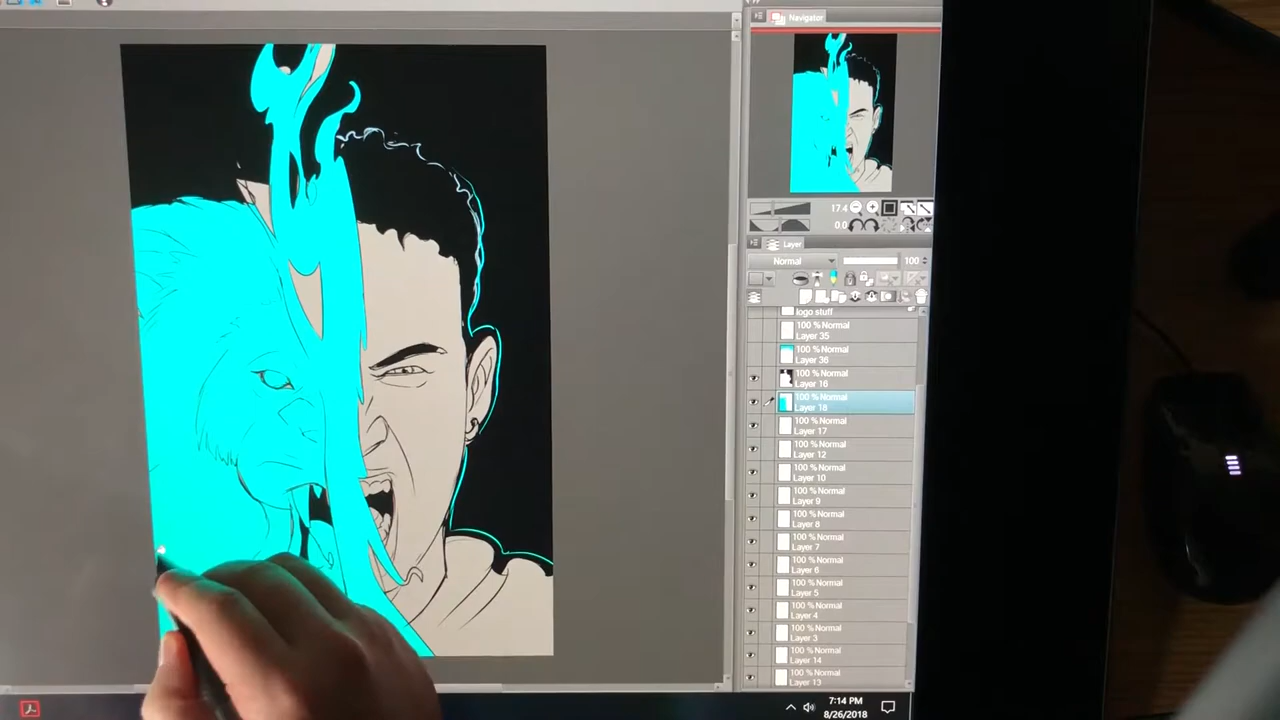 Navigator
17.4
0.0
Layer
Normal
100
logo stuff
100 % Normal
Layer 35
100 % Normal
Layer 36
100 % Normal
Layer 16
100 % Normal
Layer 18
100 % Normal
Layer 17
100 % Normal
Layer 12
100 % Normal
Layer 10
100 % Normal
Layer 9
100 % Normal
Layer 8
100 % Normal
Layer 7
100 % Normal
Layer 6
100 % Normal
Layer 5
100 % Normal
Layer 4
100 % Normal
Layer 3
100 % Normal
Layer 14
100 % Normal
Layer 13
7:14 PM
8/26/2018